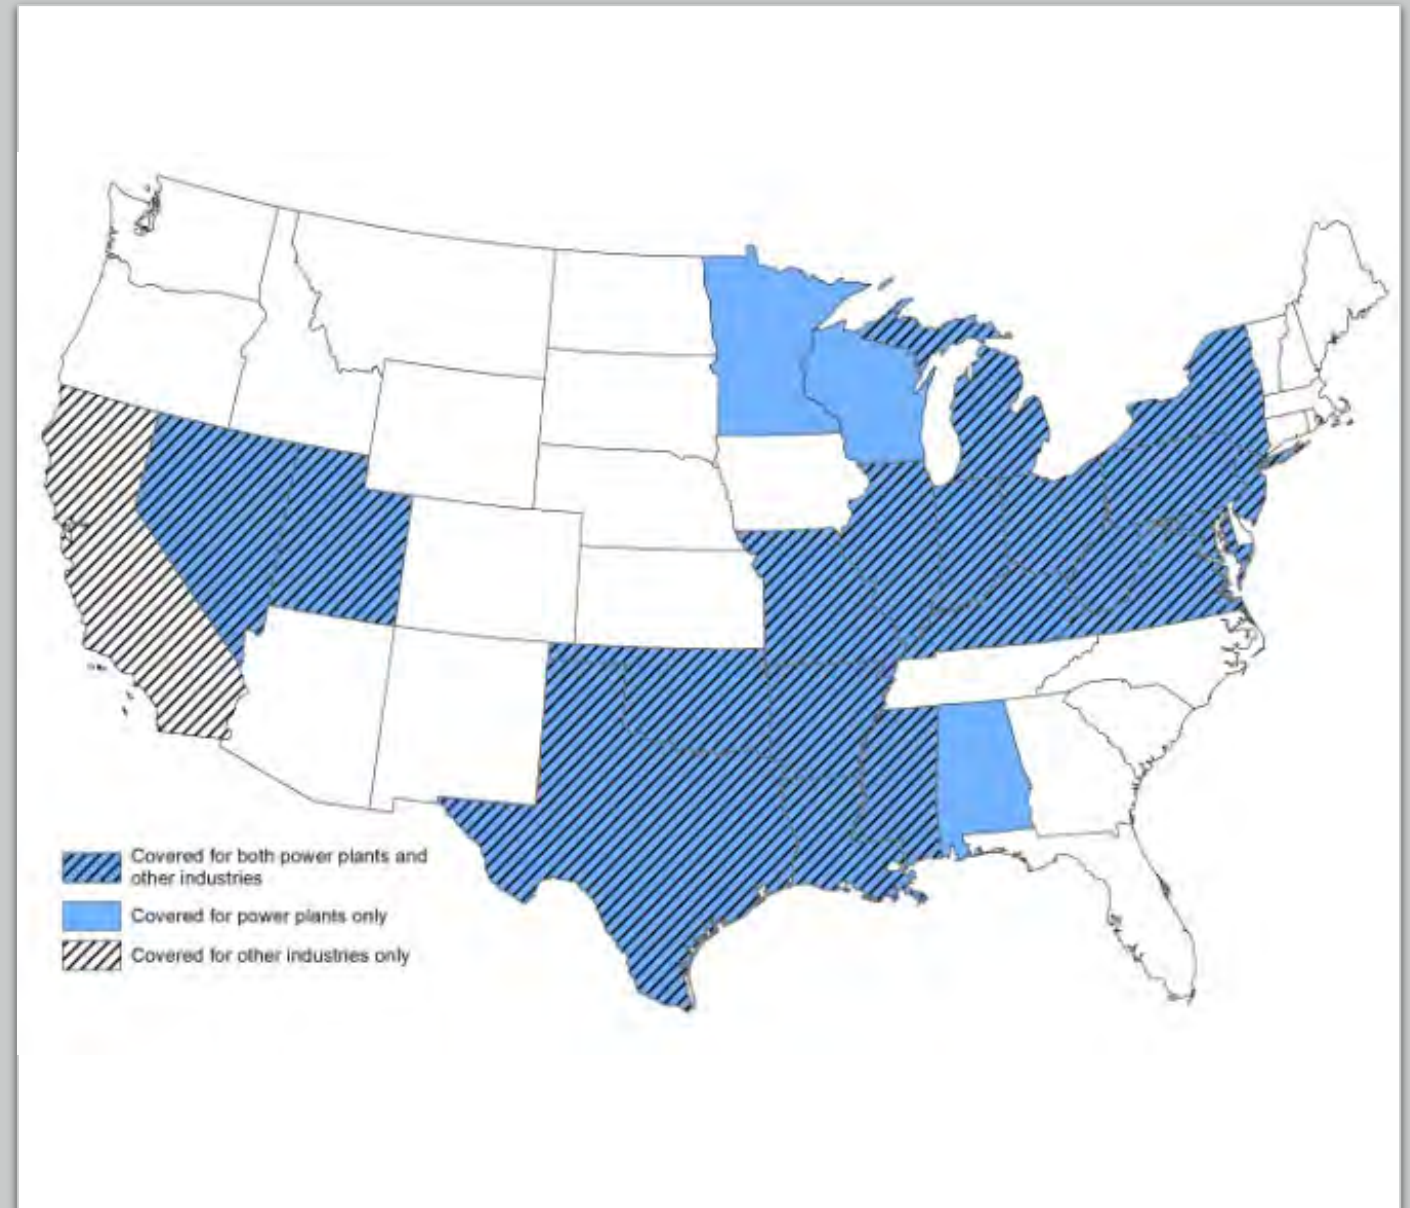 Covered for both power plants and
other industries
Covered for power plants only
Covered for other industries only